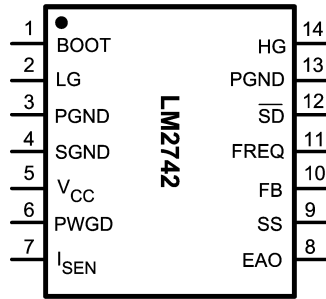 1 BOOT HG 14
2 LG PGND 13
3 PGND S̅D̅ 12
4 SGND FREQ 11
5 VCC FB 10
6 PWGD SS 9
7 ISEN EAO 8
LM2742